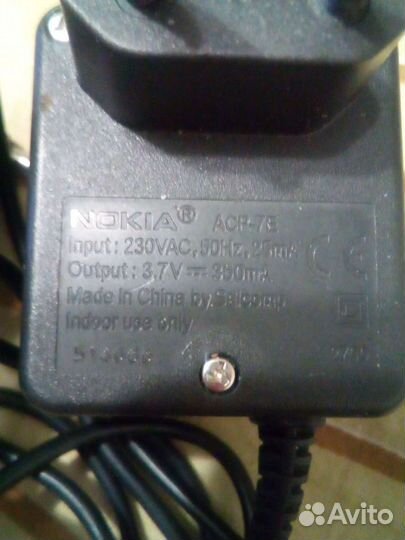 NOKIA® ACP-7E
Input : 230VAC, 50Hz, 25mA
Output : 3.7V 350mA
Made in China by Salcomp
Indoor use only
CE
Avito